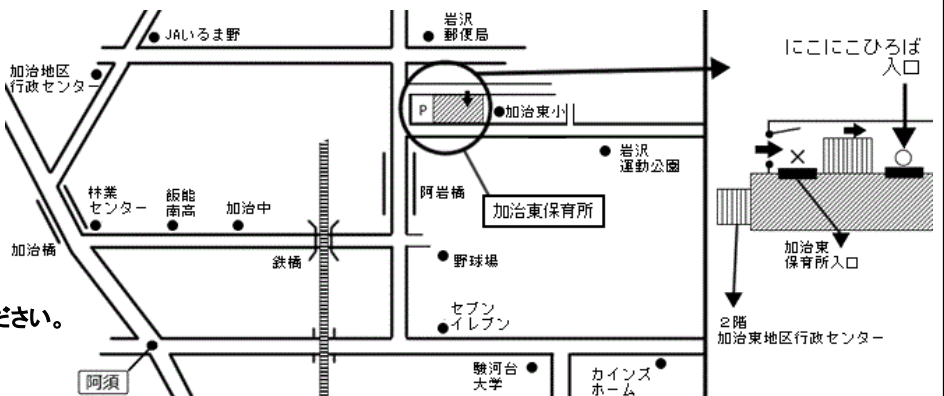 JAいるま野
岩沢
郵便局
加治地区
行政センター
P
加治東小
岩沢
運動公園
阿岩橋
加治東保育所
林業
センター
飯能
南高
加治中
加治橋
鉄橋
野球場
セブン
イレブン
ださい。
阿須
駿河台
大学
カインズ
ホーム
にこにこひろば
入口
加治東
保育所入口
2階
加治東地区行政センター